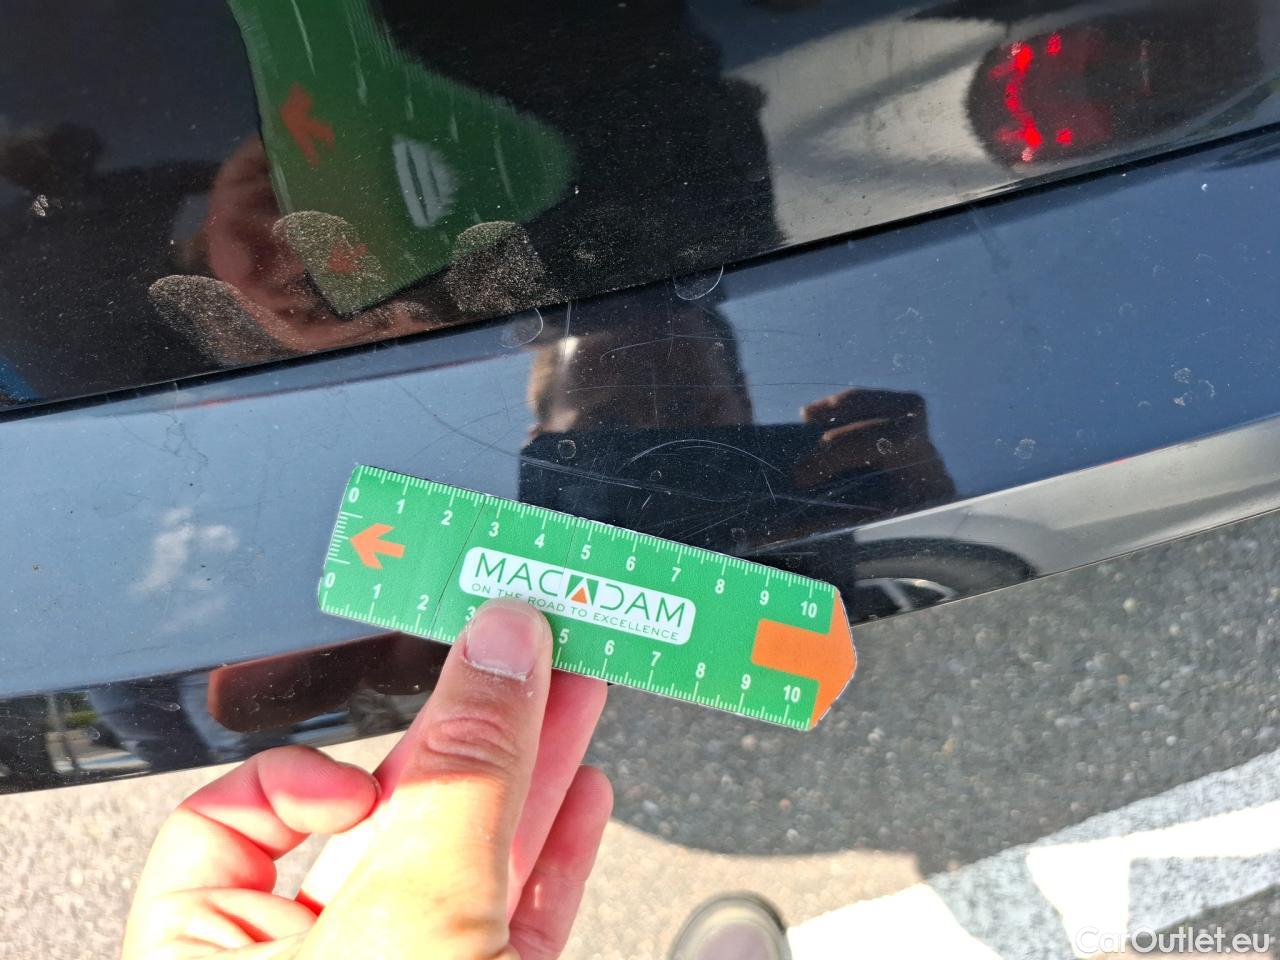 0 1 2 3 4 5 6 7 8 9 10
MACADAM
ON THE ROAD TO EXCELLENCE
0 1 2 3 5 6 7 8 9 10
CarOutlet.eu